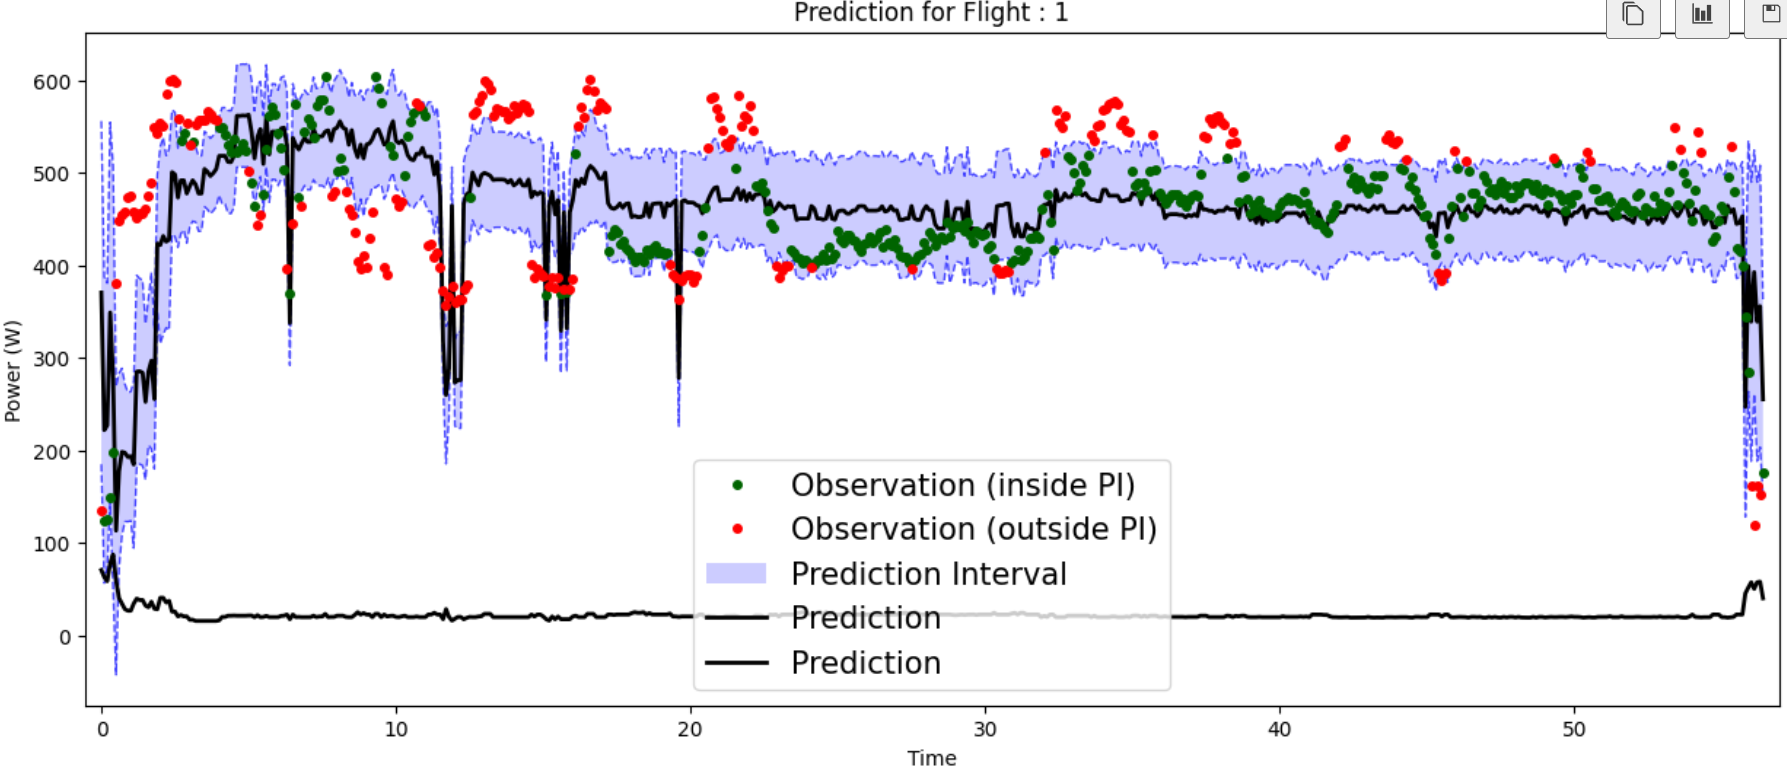 Prediction for Flight : 1
600
500
400
300
200
100
0
Power (W)
Observation (inside PI)
Observation (outside PI)
Prediction Interval
Prediction
Prediction
0 10 20 30 40 50
Time